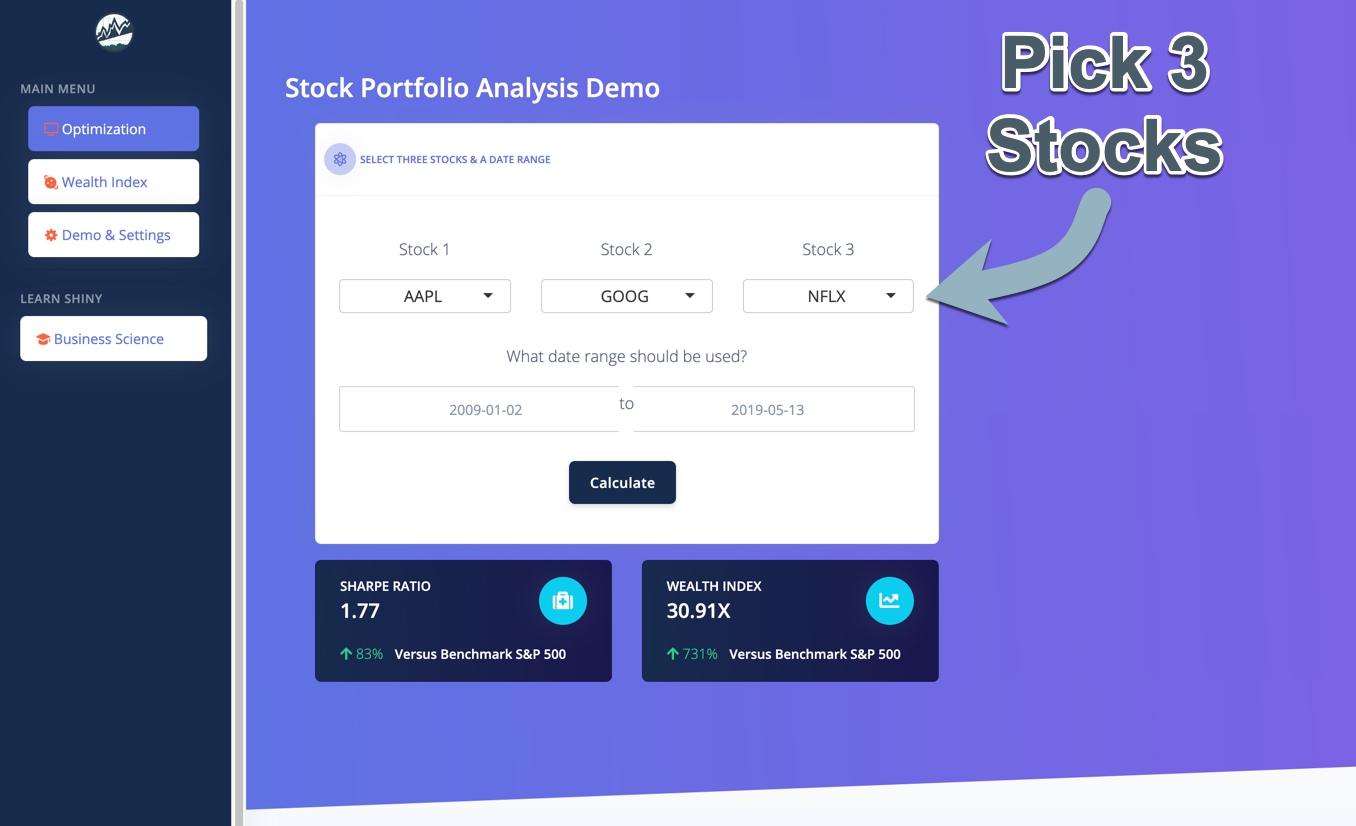 MAIN MENU
Optimization
Wealth Index
Demo & Settings
LEARN SHINY
Business Science
Stock Portfolio Analysis Demo
SELECT THREE STOCKS & A DATE RANGE
Stock 1 Stock 2 Stock 3
AAPL GOOG NFLX
What date range should be used?
2009-01-02 to 2019-05-13
Calculate
SHARPE RATIO
1.77
83% Versus Benchmark S&P 500
WEALTH INDEX
30.91X
731% Versus Benchmark S&P 500
Pick 3
Stocks